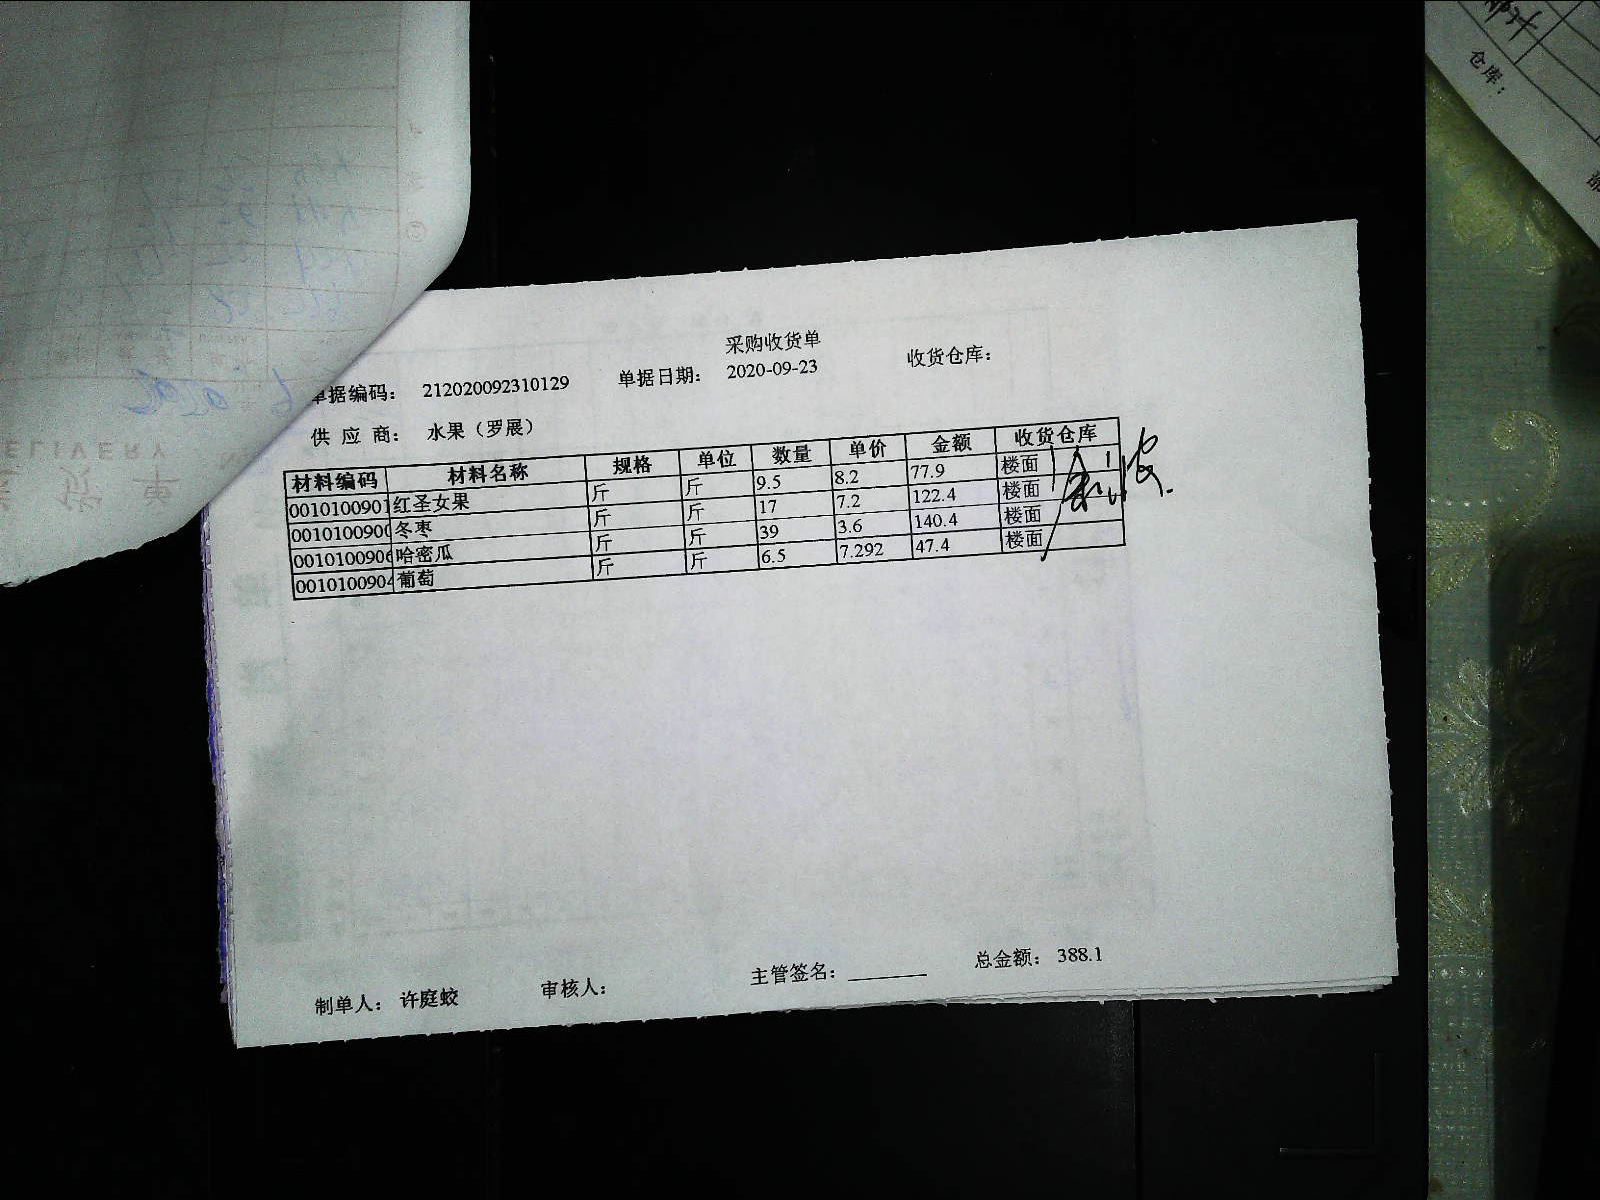 采购收货单
单据编码： 212020092310129 单据日期： 2020-09-23 收货仓库：
供 应 商： 水果（罗展）
材料编码 材料名称 规格 单位 数量 单价 金额 收货仓库
0010100901 红圣女果 斤 斤 9.5 8.2 77.9 楼面
0010100900 冬枣 斤 斤 17 7.2 122.4 楼面
0010100906 哈密瓜 斤 斤 39 3.6 140.4 楼面
0010100904 葡萄 斤 斤 6.5 7.292 47.4 楼面
制单人： 许庭蛟 审核人： 主管签名： 总金额： 388.1
仓库：
ELIVERY